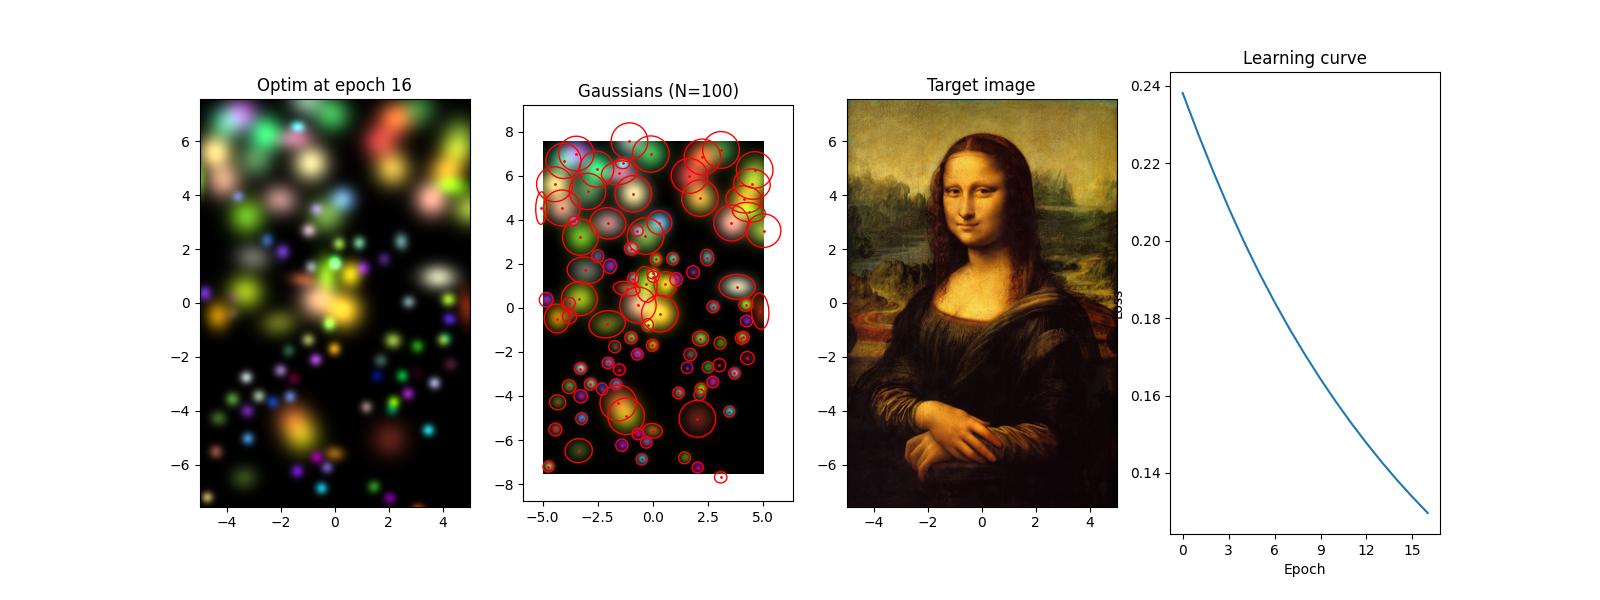 Optim at epoch 16
6
4
2
0
−2
−4
−6
−4 −2 0 2 4
Gaussians (N=100)
8
6
4
2
0
−2
−4
−6
−8
−5.0 −2.5 0.0 2.5 5.0
Target image
6
4
2
0
−2
−4
−6
−4 −2 0 2 4
Learning curve
Loss
0.24
0.22
0.20
0.18
0.16
0.14
0 3 6 9 12 15
Epoch